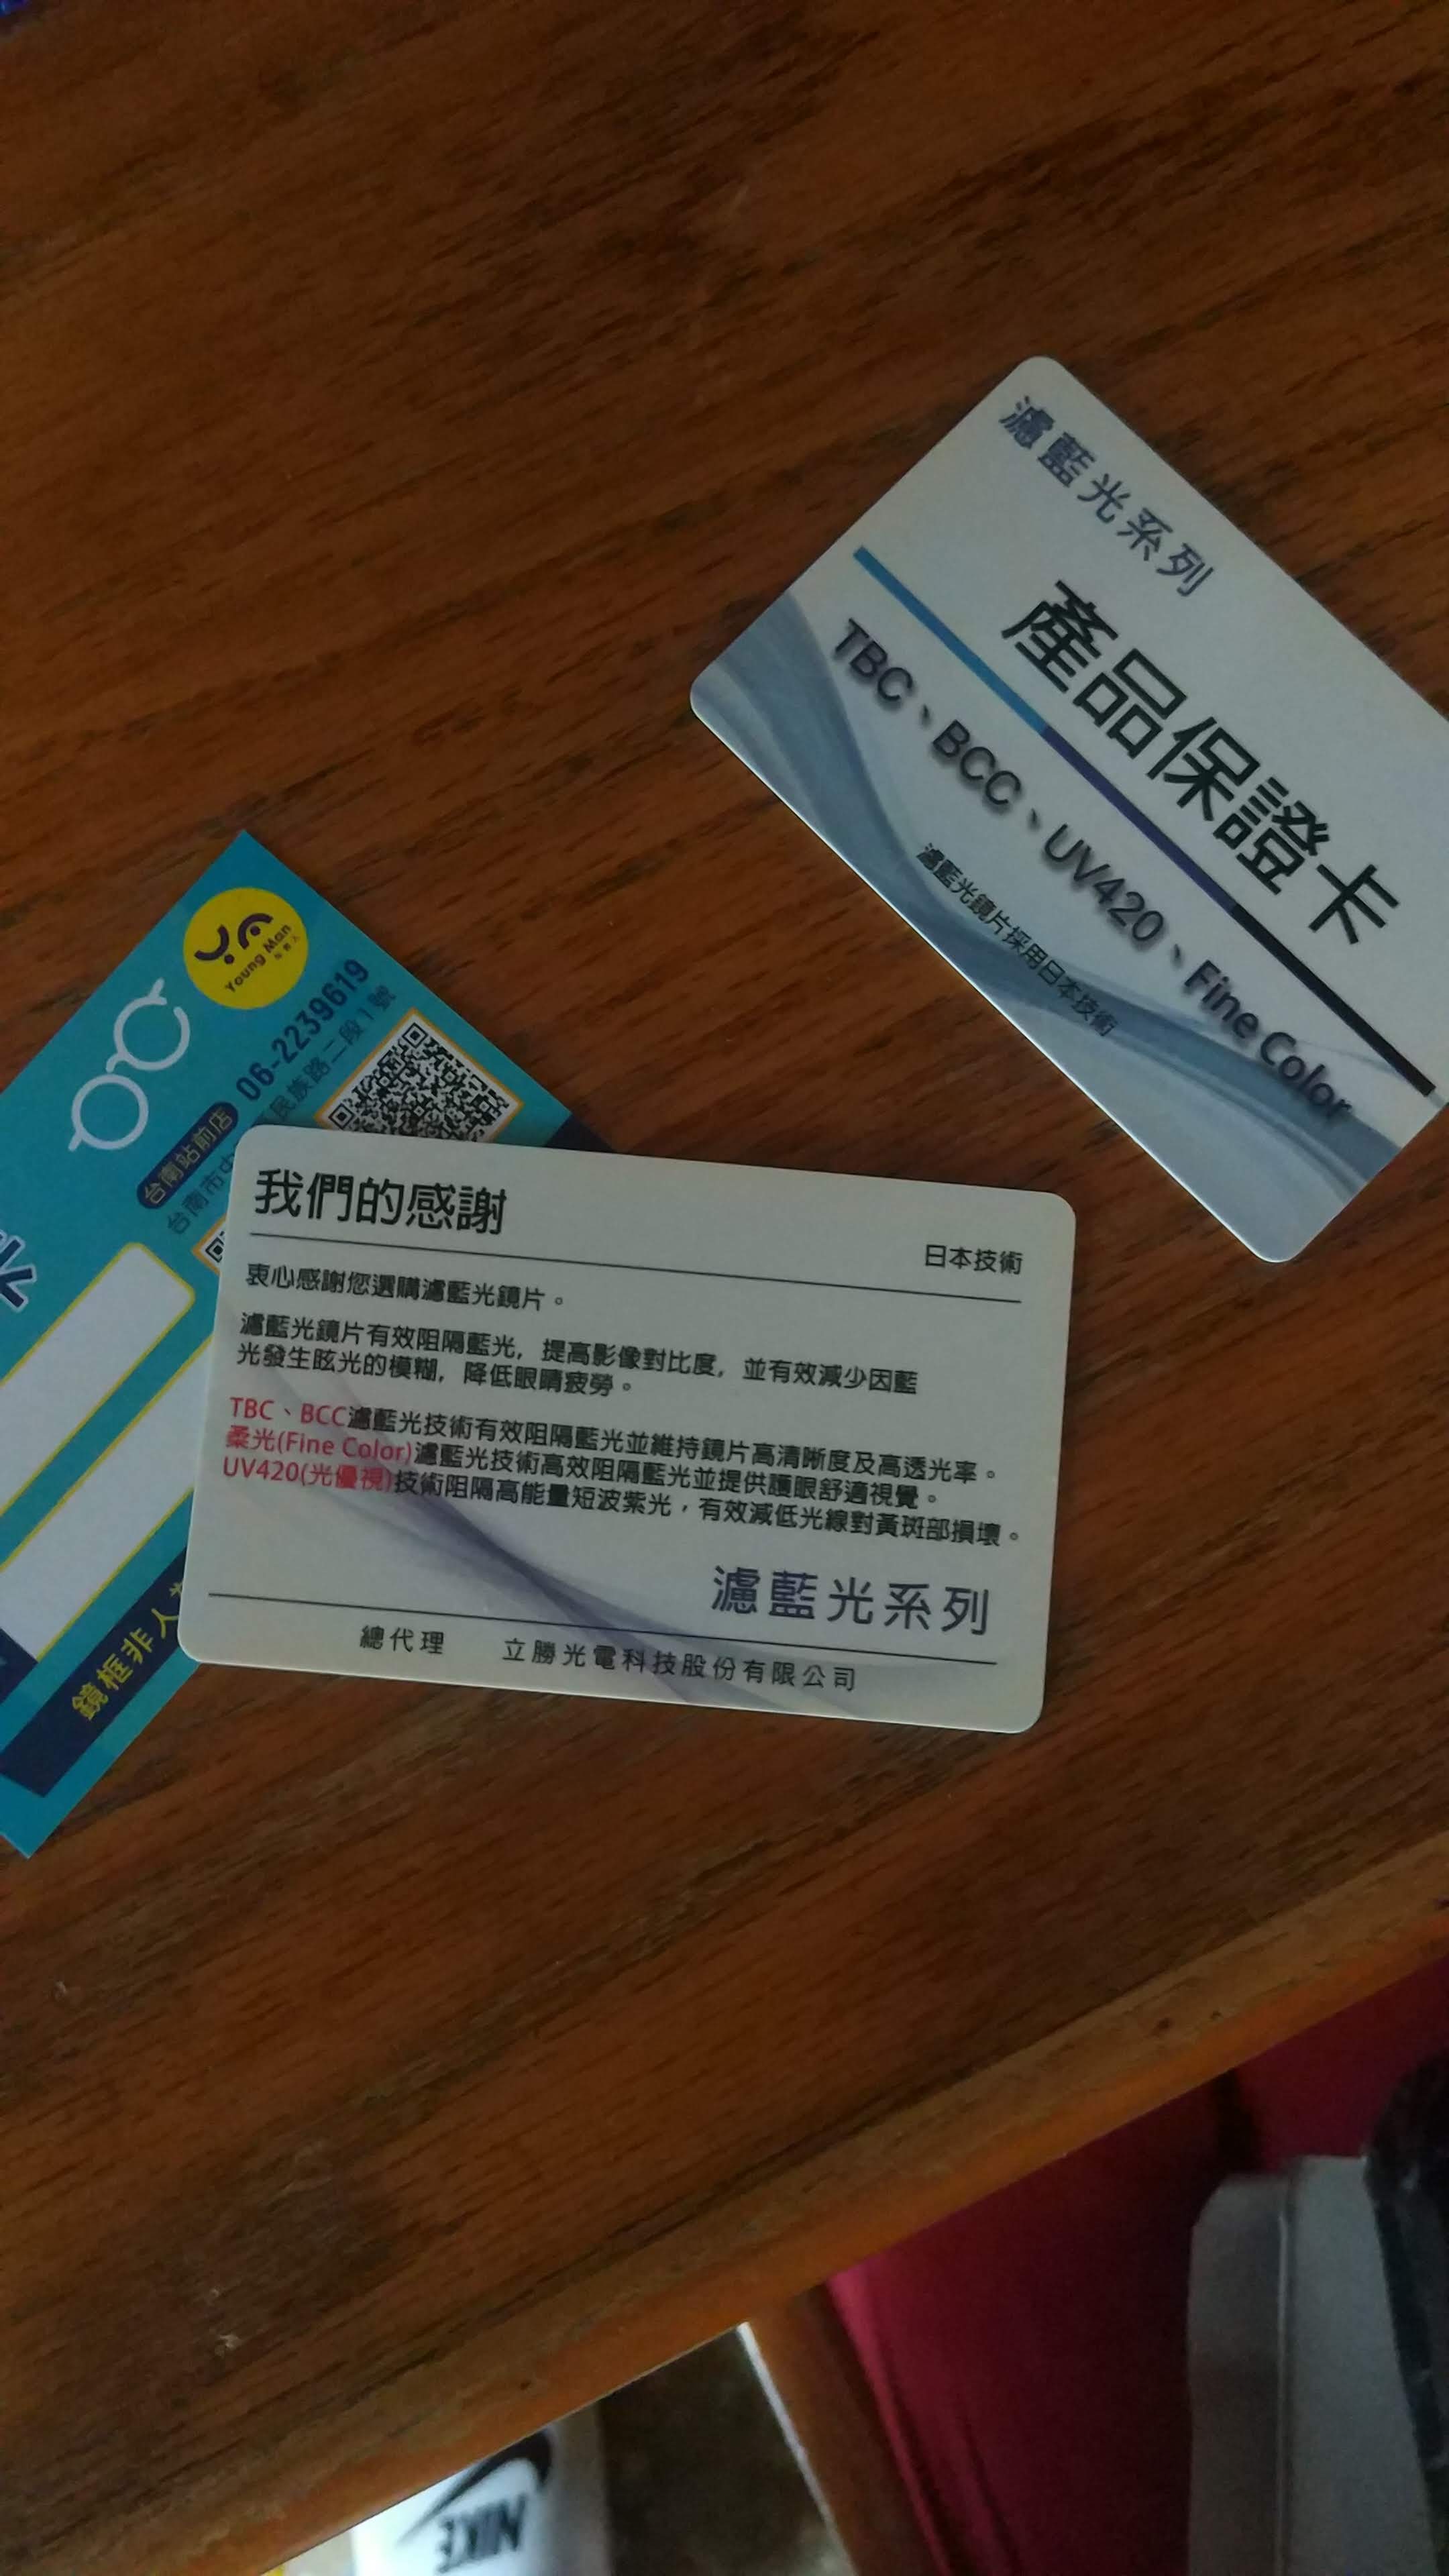 濾藍光系列
產品保證卡
TBC、BCC、UV420、Fine Color
濾藍光鏡片採用日本技術
Young Man
年青人
台南站前店 06-2239619
台南市中 民族路二段1號
鏡框非人為
我們的感謝
日本技術
衷心感謝您選購濾藍光鏡片。
濾藍光鏡片有效阻隔藍光，提高影像對比度，並有效減少因藍
光發生眩光的模糊，降低眼睛疲勞。
TBC、BCC濾藍光技術有效阻隔藍光並維持鏡片高清晰度及高透光率。
柔光(Fine Color)濾藍光技術高效阻隔藍光並提供護眼舒適視覺。
UV420(光優視)技術阻隔高能量短波紫光，有效減低光線對黃斑部損壞。
濾藍光系列
總代理 立勝光電科技股份有限公司
NIKE